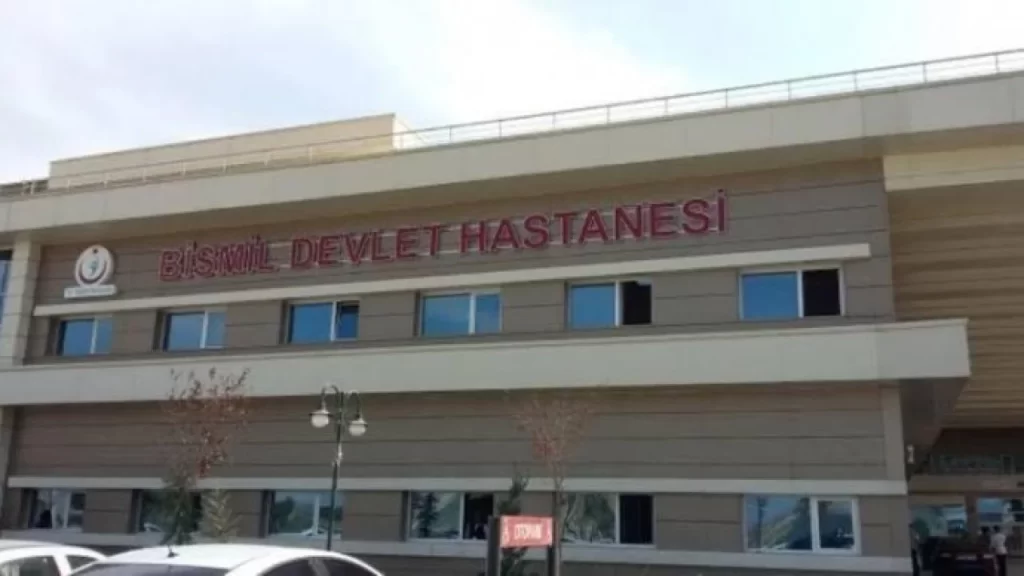 BİSMİL DEVLET HASTANESİ